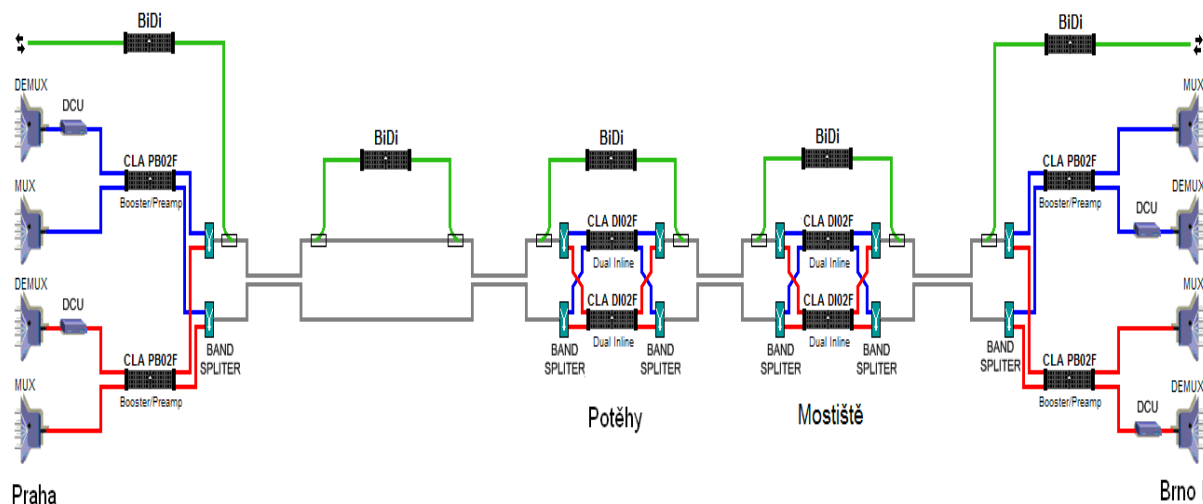 BiDi
BiDi
DEMUX
DCU
MUX
CLA PB02F
Booster/Preamp
MUX
DEMUX
DCU
MUX
CLA PB02F
Booster/Preamp
BAND
SPLITER
BiDi
BiDi
BiDi
CLA DI02F
Dual Inline
CLA DI02F
Dual Inline
BAND
SPLITER
BAND
SPLITER
CLA DI02F
Dual Inline
CLA DI02F
Dual Inline
BAND
SPLITER
BAND
SPLITER
BAND
SPLITER
CLA PB02F
Booster/Preamp
DEMUX
DCU
MUX
CLA PB02F
Booster/Preamp
DEMUX
DCU
Potěhy
Mostiště
Praha
Brno